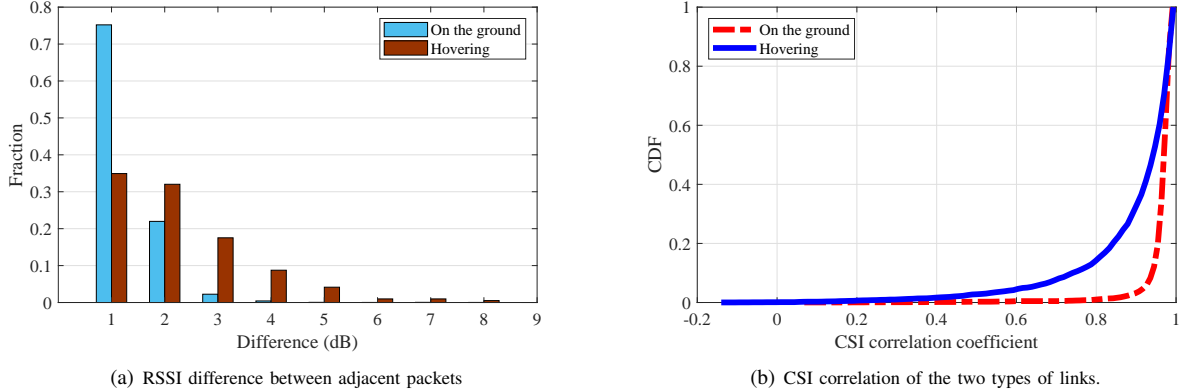 0.8
0.7
0.6
0.5
0.4
0.3
0.2
0.1
0
Fraction
On the ground
Hovering
1 2 3 4 5 6 7 8 9
Difference (dB)
(a) RSSI difference between adjacent packets
1
0.8
0.6
0.4
0.2
0
CDF
On the ground
Hovering
-0.2 0 0.2 0.4 0.6 0.8 1
CSI correlation coefficient
(b) CSI correlation of the two types of links.